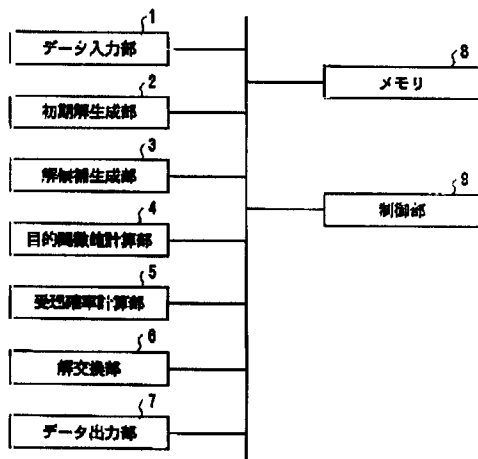 1
データ入力部
2
初期解生成部
3
解候補生成部
4
目的関数値計算部
5
受理確率計算部
6
解交換部
7
データ出力部
8
メモリ
9
制御部